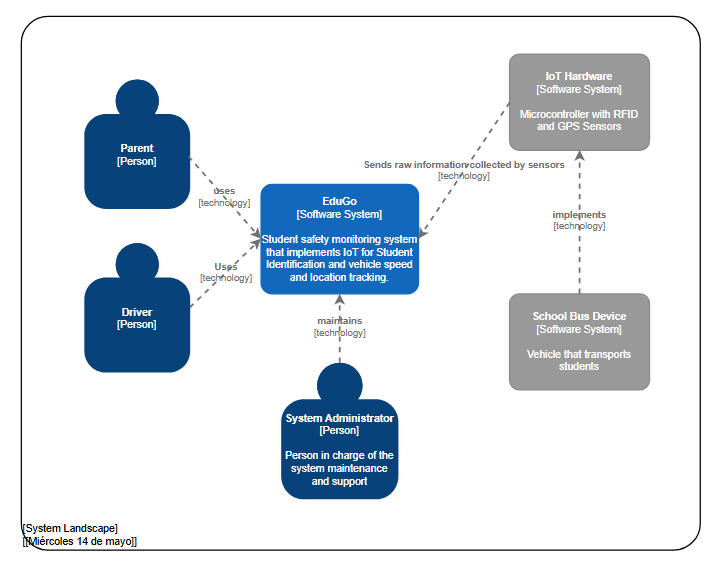 IoT Hardware
[Software System]
Microcontroller with RFID
and GPS Sensors
Parent
[Person]
Sends raw information collected by sensors
[technology]
uses
[technology]
EduGo
[Software System]
Student safety monitoring system
that implements IoT for Student
Identification and vehicle speed
and location tracking.
implements
[technology]
Uses
[technology]
Driver
[Person]
School Bus Device
[Software System]
Vehicle that transports
students
maintains
[technology]
System Administrator
[Person]
Person in charge of the
system maintenance
and support
[System Landscape]
[[Miércoles 14 de mayo]]